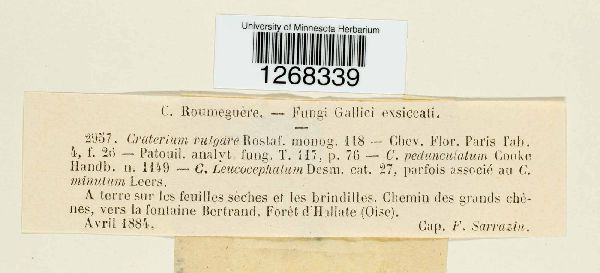 University of Minnesota Herbarium
1268339
C. Roumeguère. — Fungi Gallici exsiccati.
2957. Craterium vulgare Rostaf. monog. 118 — Chev. Flor. Paris Tab.
4, f. 26 — Patouil. analyt. fung. T. 117, p. 76 — C. pedunculatum Cooke
Handb. n. 1149 — C. Leucocephalum Desm. cat. 27, parfois associé au C.
minutum Leers.
A terre sur les feuilles seches et les brindilles. Chemin des grands chê-
nes, vers la fontaine Bertrand. Forêt d'Hallate (Oise).
Avril 1884. Cap. F. Sarrazin.